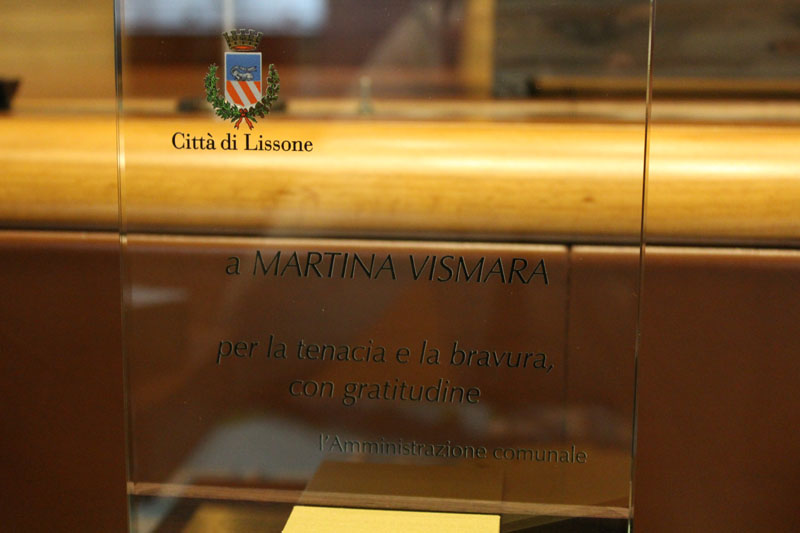 Città di Lissone
a MARTINA VISMARA
per la tenacia e la bravura,
con gratitudine
l'Amministrazione comunale